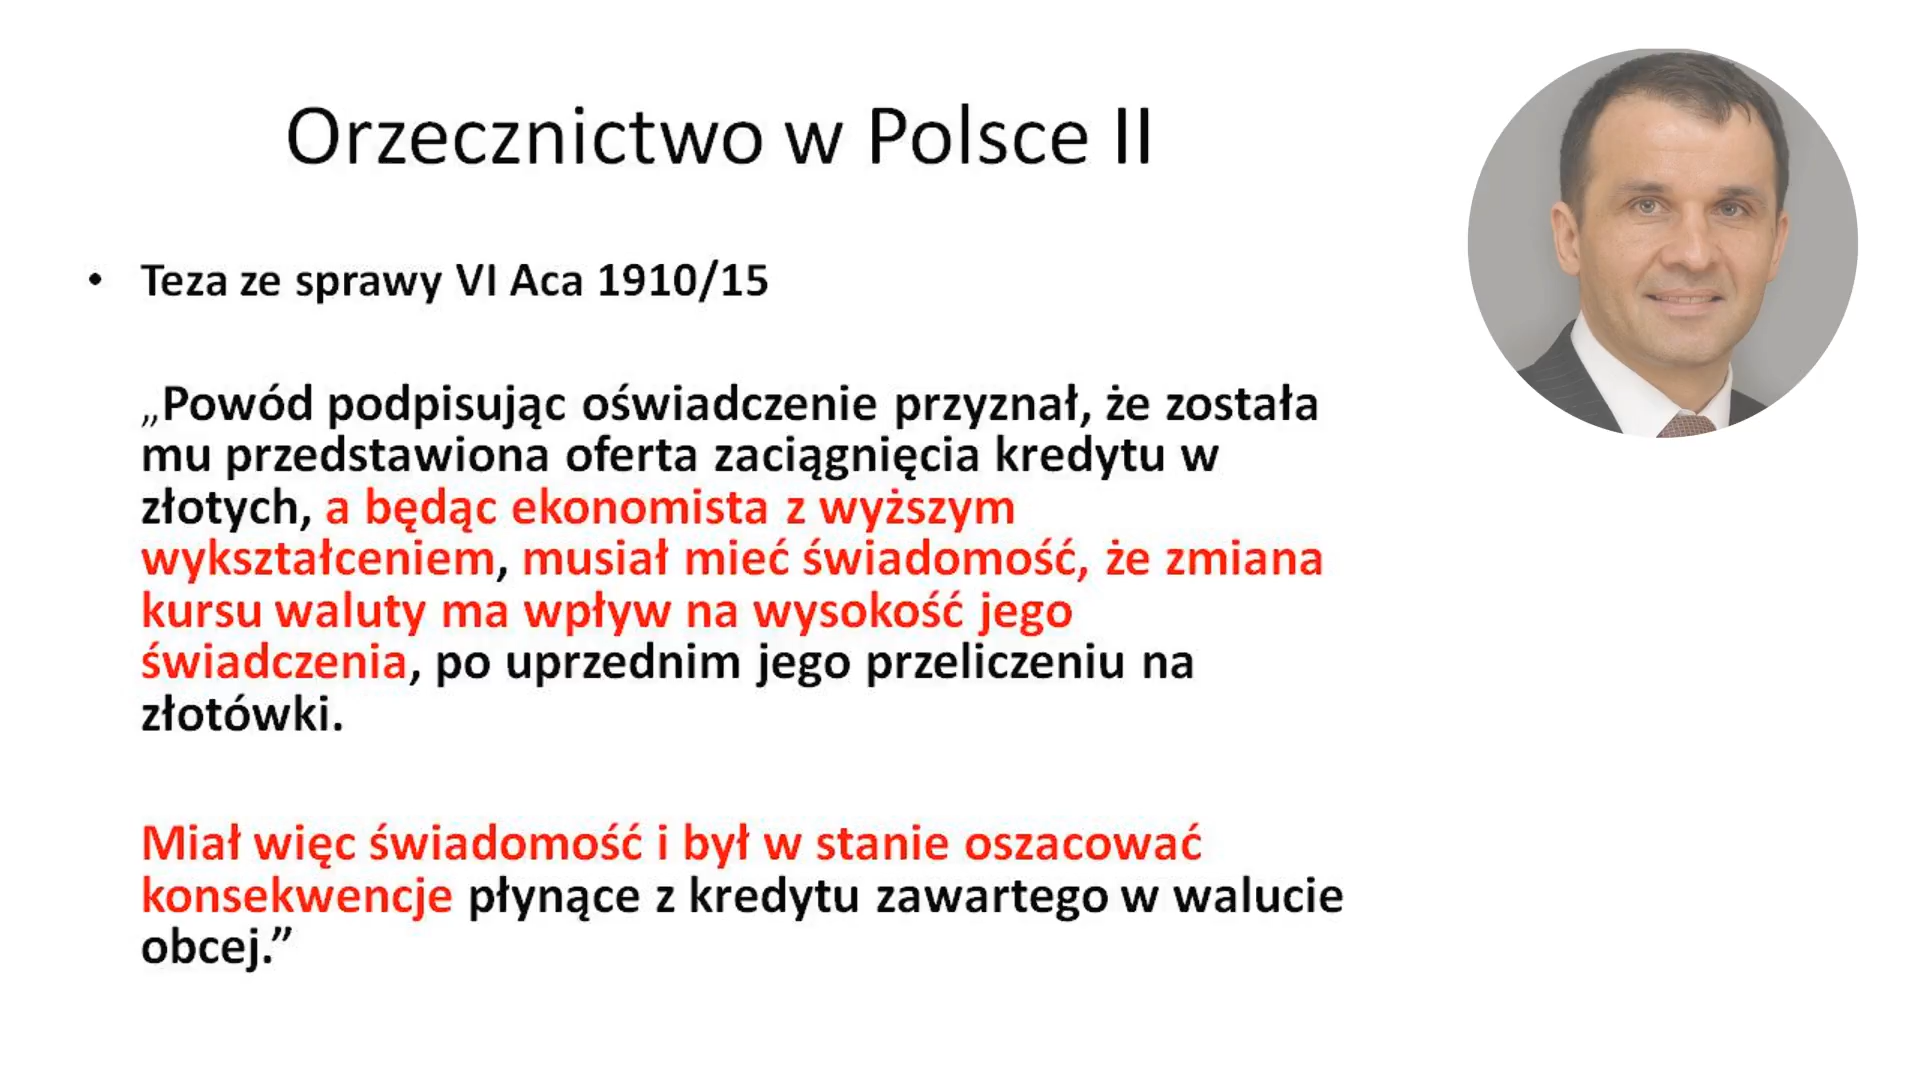 Orzecznictwo w Polsce II
• Teza ze sprawy VI Aca 1910/15
„Powód podpisując oświadczenie przyznał, że została
mu przedstawiona oferta zaciągnięcia kredytu w
złotych, a będąc ekonomista z wyższym
wykształceniem, musiał mieć świadomość, że zmiana
kursu waluty ma wpływ na wysokość jego
świadczenia, po uprzednim jego przeliczeniu na
złotówki.
Miał więc świadomość i był w stanie oszacować
konsekwencje płynące z kredytu zawartego w walucie
obcej.”